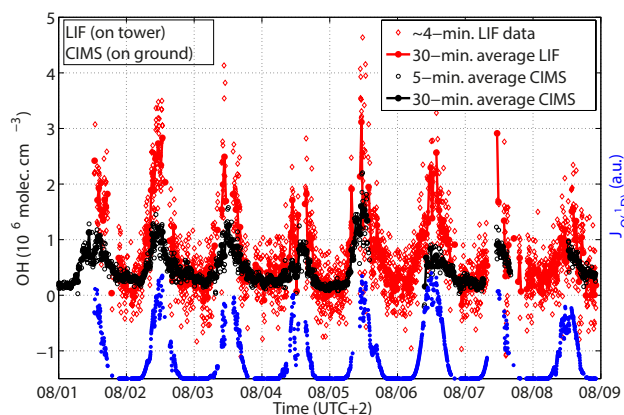 LIF (on tower)
CIMS (on ground)
~4−min. LIF data
30−min. average LIF
5−min. average CIMS
30−min. average CIMS
OH (10⁶ molec. cm⁻³)
5
4
3
2
1
0
−1
J O(¹D) (a.u.)
08/01 08/02 08/03 08/04 08/05 08/06 08/07 08/08 08/09
Time (UTC+2)